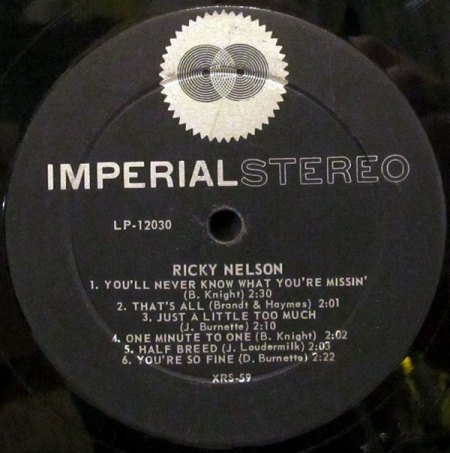 IMPERIAL STEREO
LP-12030
RICKY NELSON
1. YOU'LL NEVER KNOW WHAT YOU'RE MISSIN'
(B. Knight) 2:30
2. THAT'S ALL (Brandt & Haymes) 2:01
3. JUST A LITTLE TOO MUCH
(J. Burnette) 2:10
4. ONE MINUTE TO ONE (B. Knight) 2:02
5. HALF BREED (J. Loudermilk) 2:03
6. YOU'RE SO FINE (D. Burnette) 2:22
XRS-59